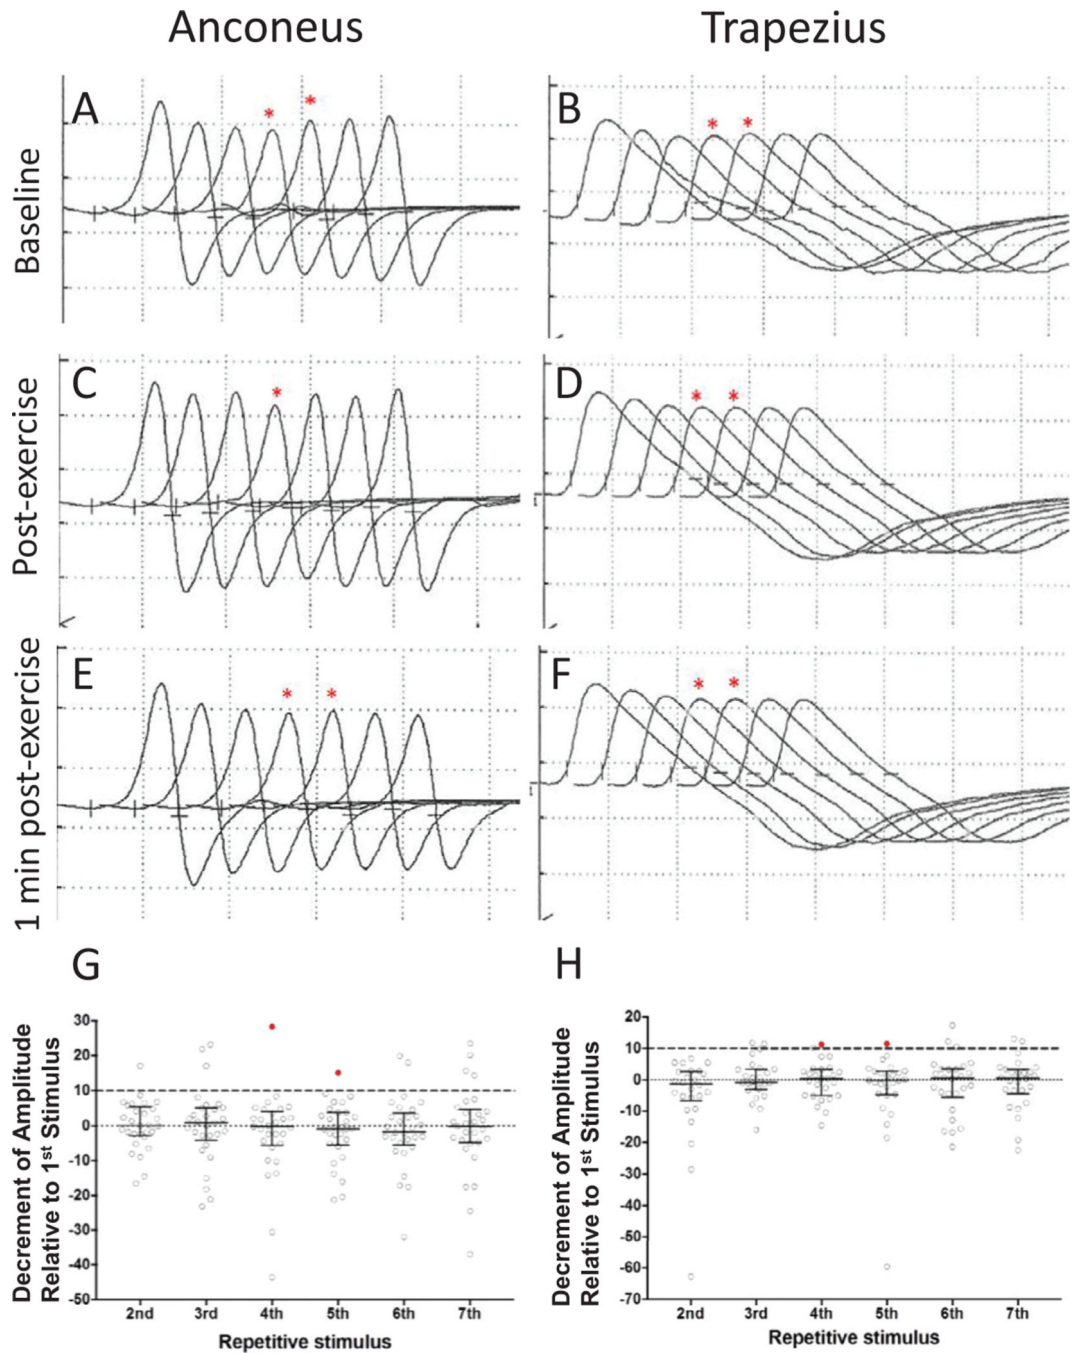 Anconeus
Trapezius
Baseline
A
*
*
B
*
*
Post-exercise
C
*
D
*
*
1 min post-exercise
E
*
*
F
*
*
G
Decrement of Amplitude
Relative to 1st Stimulus
30
20
10
0
-10
-20
-30
-40
-50
2nd
3rd
4th
5th
6th
7th
Repetitive stimulus
H
Decrement of Amplitude
Relative to 1st Stimulus
20
10
0
-10
-20
-30
-40
-50
-60
-70
2nd
3rd
4th
5th
6th
7th
Repetitive stimulus